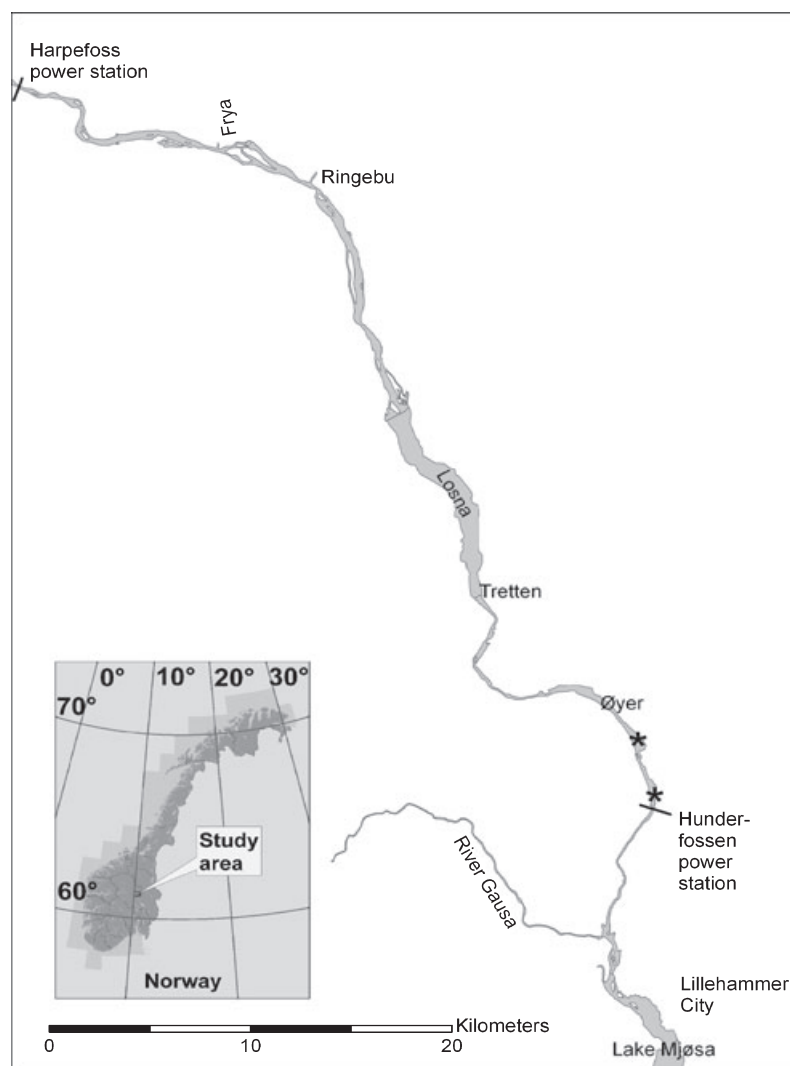 Harpefoss
power station
Frya
Ringebu
Losna
Tretten
Øyer
*
*
Hunder-
fossen
power
station
River Gausa
Lillehammer
City
Lake Mjøsa
0° 10° 20° 30°
70°
Study
area
60°
Norway
Kilometers
0 10 20